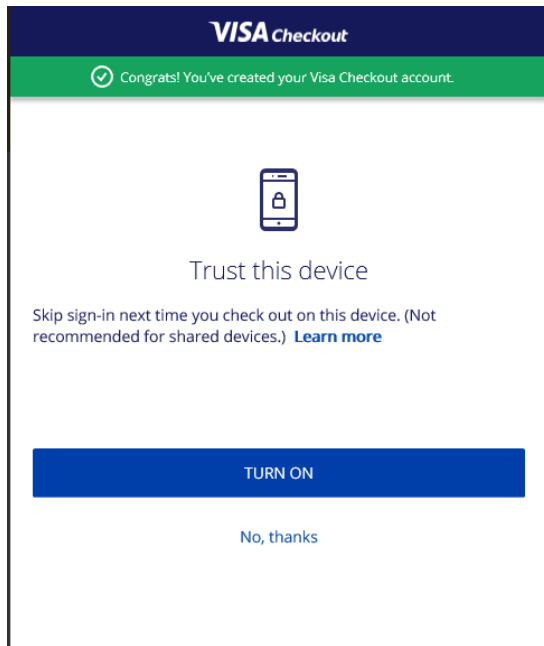 VISA Checkout
Congrats! You've created your Visa Checkout account.
Trust this device
Skip sign-in next time you check out on this device. (Not
recommended for shared devices.) Learn more
TURN ON
No, thanks